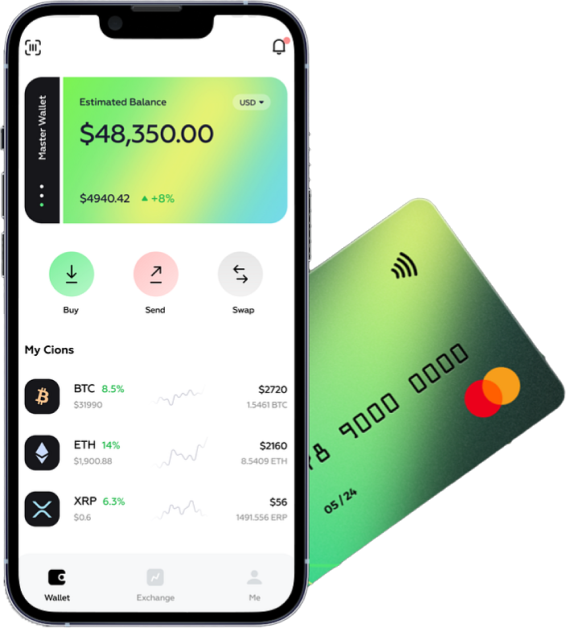 Master Wallet
Estimated Balance
USD
$48,350.00
$4940.42 ▲ +8%
Buy
Send
Swap
My Cions
BTC 8.5%
$2720
$31990
1.5461 BTC
ETH 14%
$2160
$1,900.88
8.5409 ETH
XRP 6.3%
$56
$0.6
1491.556 ERP
Wallet
Exchange
Me
8 9000 0000
05/24